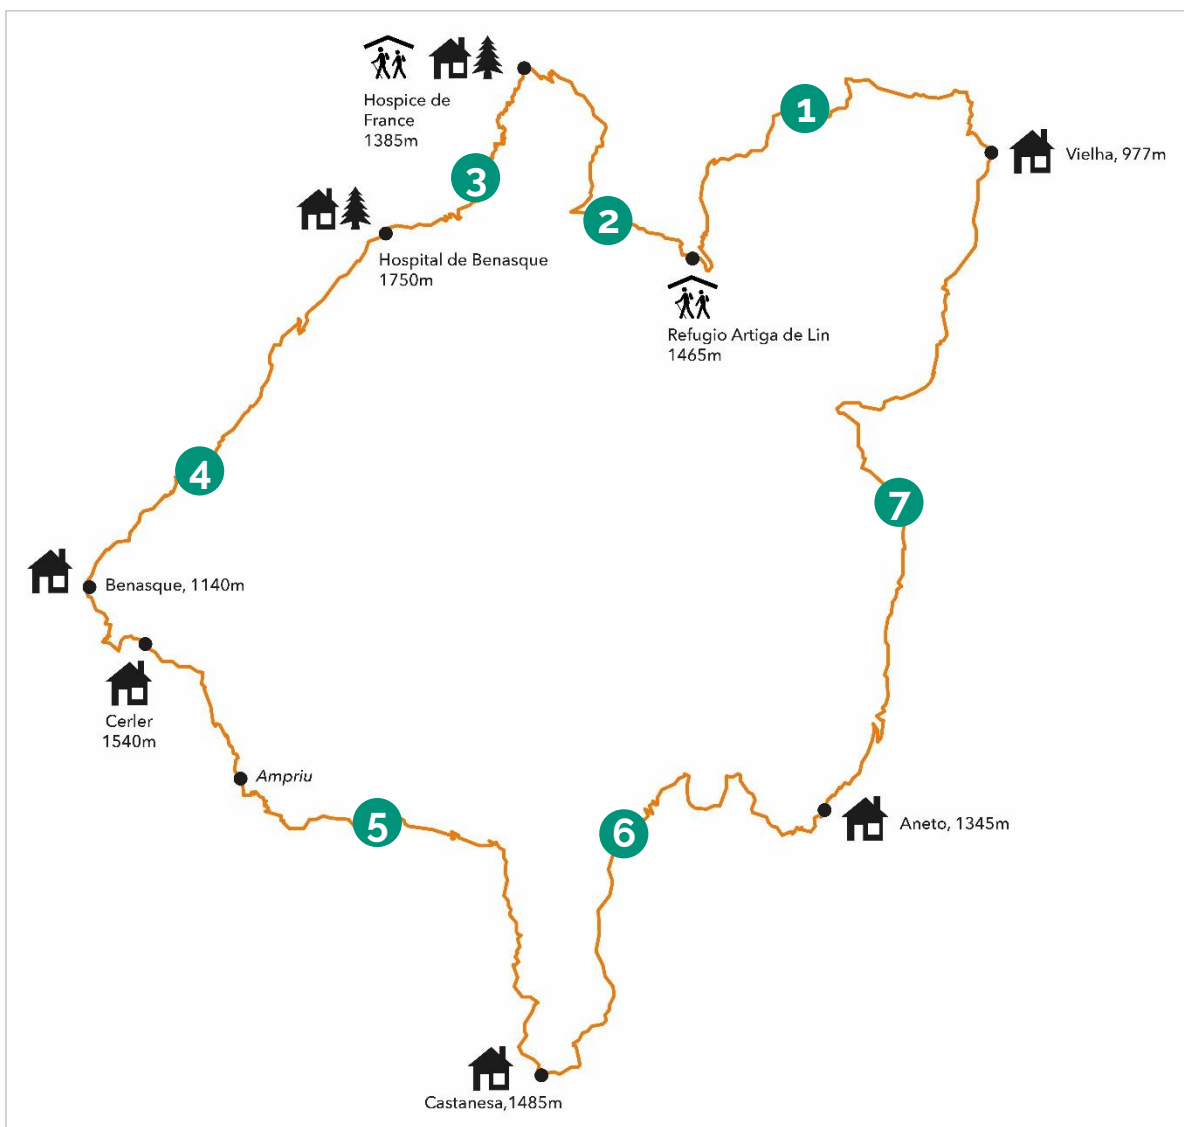 Hospice de
France
1385m
1
Vielha, 977m
3
2
Hospital de Benasque
1750m
Refugio Artiga de Lin
1465m
4
7
Benasque, 1140m
Cerler
1540m
Ampriu
5
6
Aneto, 1345m
Castanesa,1485m